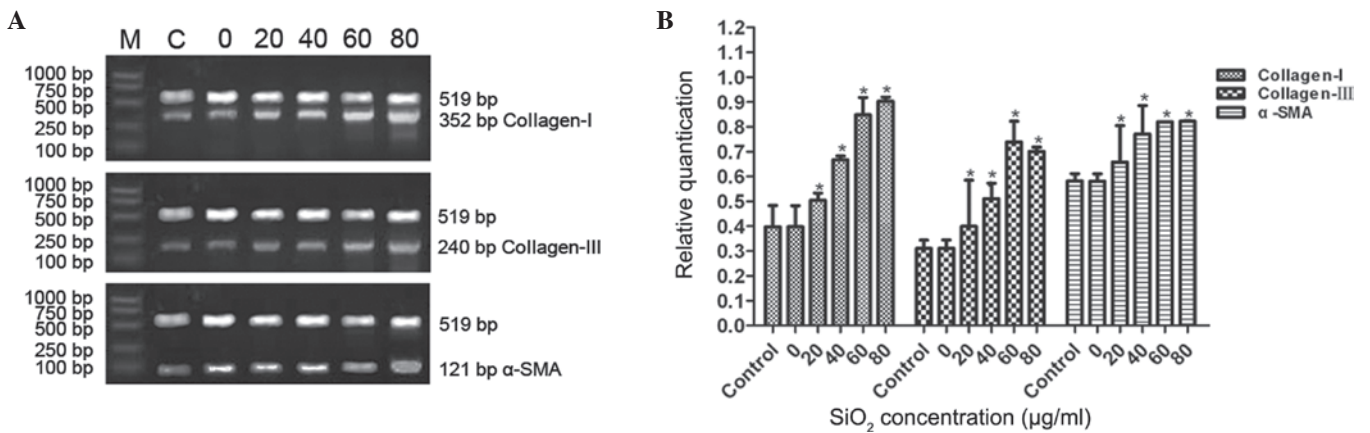 A
M C 0 20 40 60 80
1000 bp
750 bp
500 bp
250 bp
100 bp
519 bp
352 bp Collagen-I
1000 bp
750 bp
500 bp
250 bp
100 bp
519 bp
240 bp Collagen-III
1000 bp
750 bp
500 bp
250 bp
100 bp
519 bp
121 bp α-SMA
B
Relative quantication
1.2
1.1
1.0
0.9
0.8
0.7
0.6
0.5
0.4
0.3
0.2
0.1
0.0
* * * * * * * * * * * *
Control 0 20 40 60 80 Control 0 20 40 60 80 Control 0 20 40 60 80
SiO₂ concentration (µg/ml)
Collagen-I
Collagen-III
α -SMA